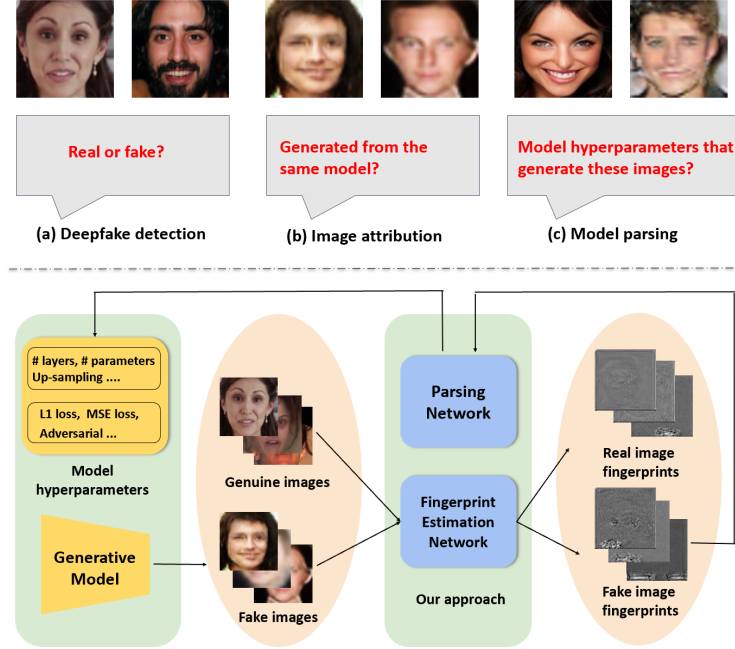 Real or fake?
Generated from the
same model?
Model hyperparameters that
generate these images?
(a) Deepfake detection
(b) Image attribution
(c) Model parsing
# layers, # parameters
Up-sampling ....
L1 loss, MSE loss,
Adversarial ...
Model
hyperparameters
Generative
Model
Genuine images
Fake images
Parsing
Network
Fingerprint
Estimation
Network
Our approach
Real image
fingerprints
Fake image
fingerprints